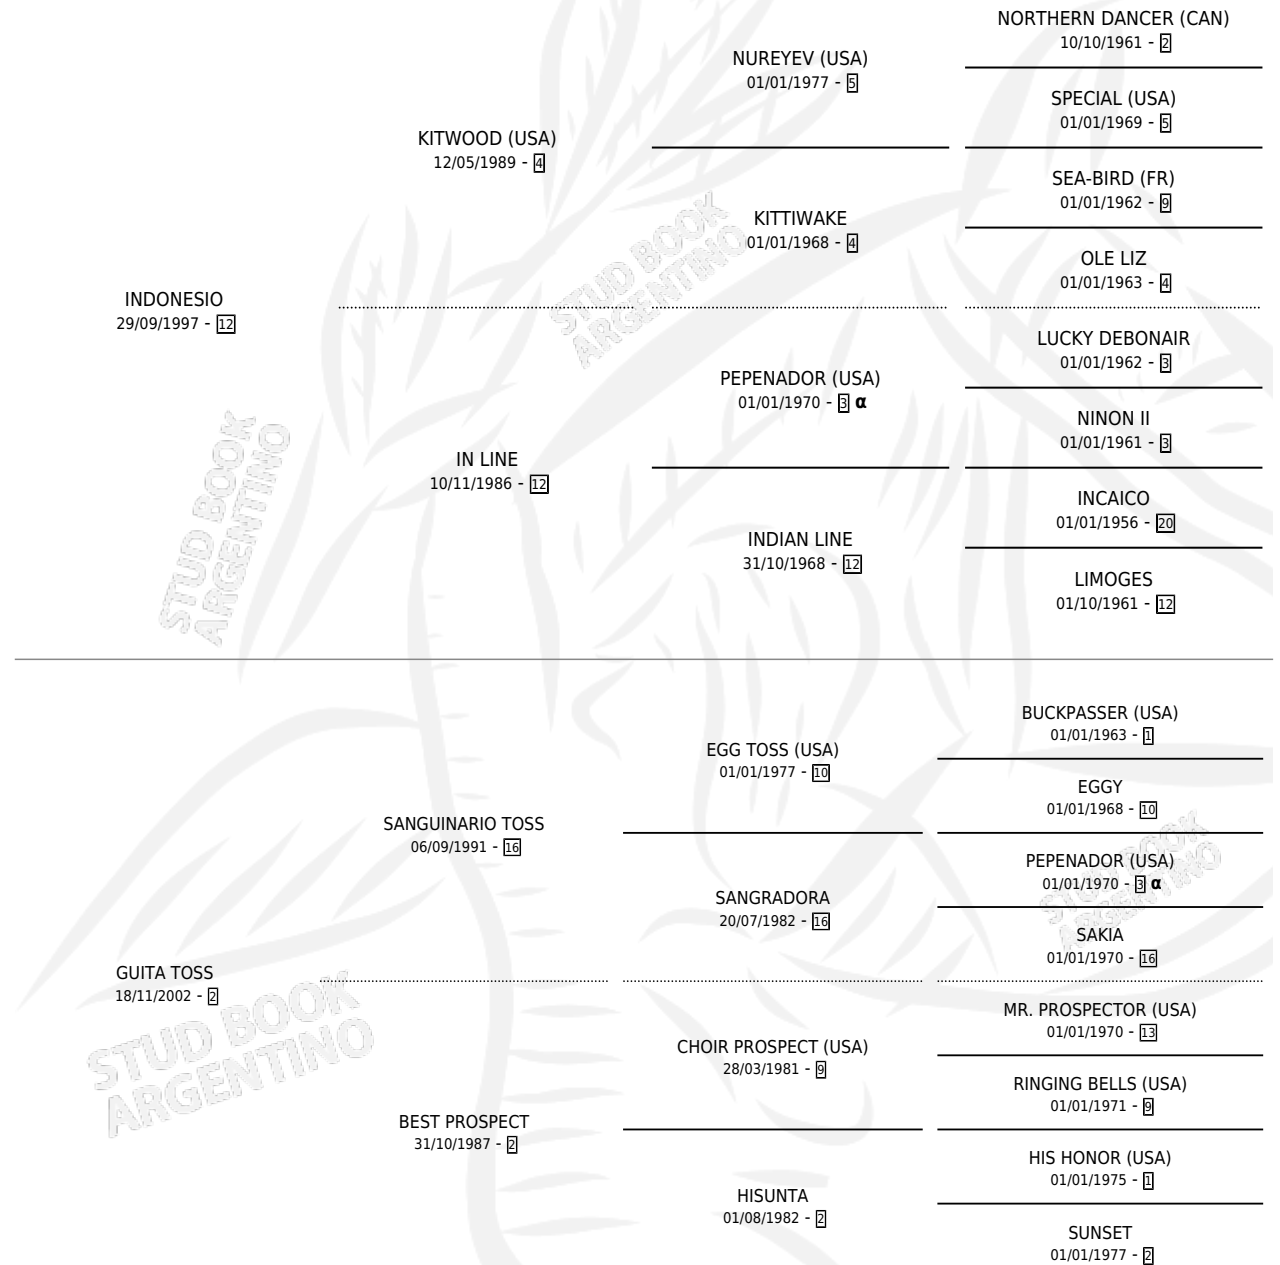 NORTHERN DANCER (CAN)
10/10/1961 - 2
NUREYEV (USA)
01/01/1977 - 5
SPECIAL (USA)
01/01/1969 - 5
KITWOOD (USA)
12/05/1989 - 4
SEA-BIRD (FR)
01/01/1962 - 9
KITTIWAKE
01/01/1968 - 4
OLE LIZ
01/01/1963 - 4
INDONESIO
29/09/1997 - 12
LUCKY DEBONAIR
01/01/1962 - 3
PEPENADOR (USA)
01/01/1970 - 3 α
NINON II
01/01/1961 - 3
IN LINE
10/11/1986 - 12
INCAICO
01/01/1956 - 20
INDIAN LINE
31/10/1968 - 12
LIMOGES
01/10/1961 - 12
BUCKPASSER (USA)
01/01/1963 - 1
EGG TOSS (USA)
01/01/1977 - 10
EGGY
01/01/1968 - 10
SANGUINARIO TOSS
06/09/1991 - 16
PEPENADOR (USA)
01/01/1970 - 3 α
SANGRADORA
20/07/1982 - 16
SAKIA
01/01/1970 - 16
GUITA TOSS
18/11/2002 - 2
MR. PROSPECTOR (USA)
01/01/1970 - 13
CHOIR PROSPECT (USA)
28/03/1981 - 9
RINGING BELLS (USA)
01/01/1971 - 9
BEST PROSPECT
31/10/1987 - 2
HIS HONOR (USA)
01/01/1975 - 1
HISUNTA
01/08/1982 - 2
SUNSET
01/01/1977 - 2
STUD BOOK
ARGENTINO
STUD BOOK
ARGENTINO
STUD BOOK
ARGENTINO
STUD BOOK
ARGENTINO